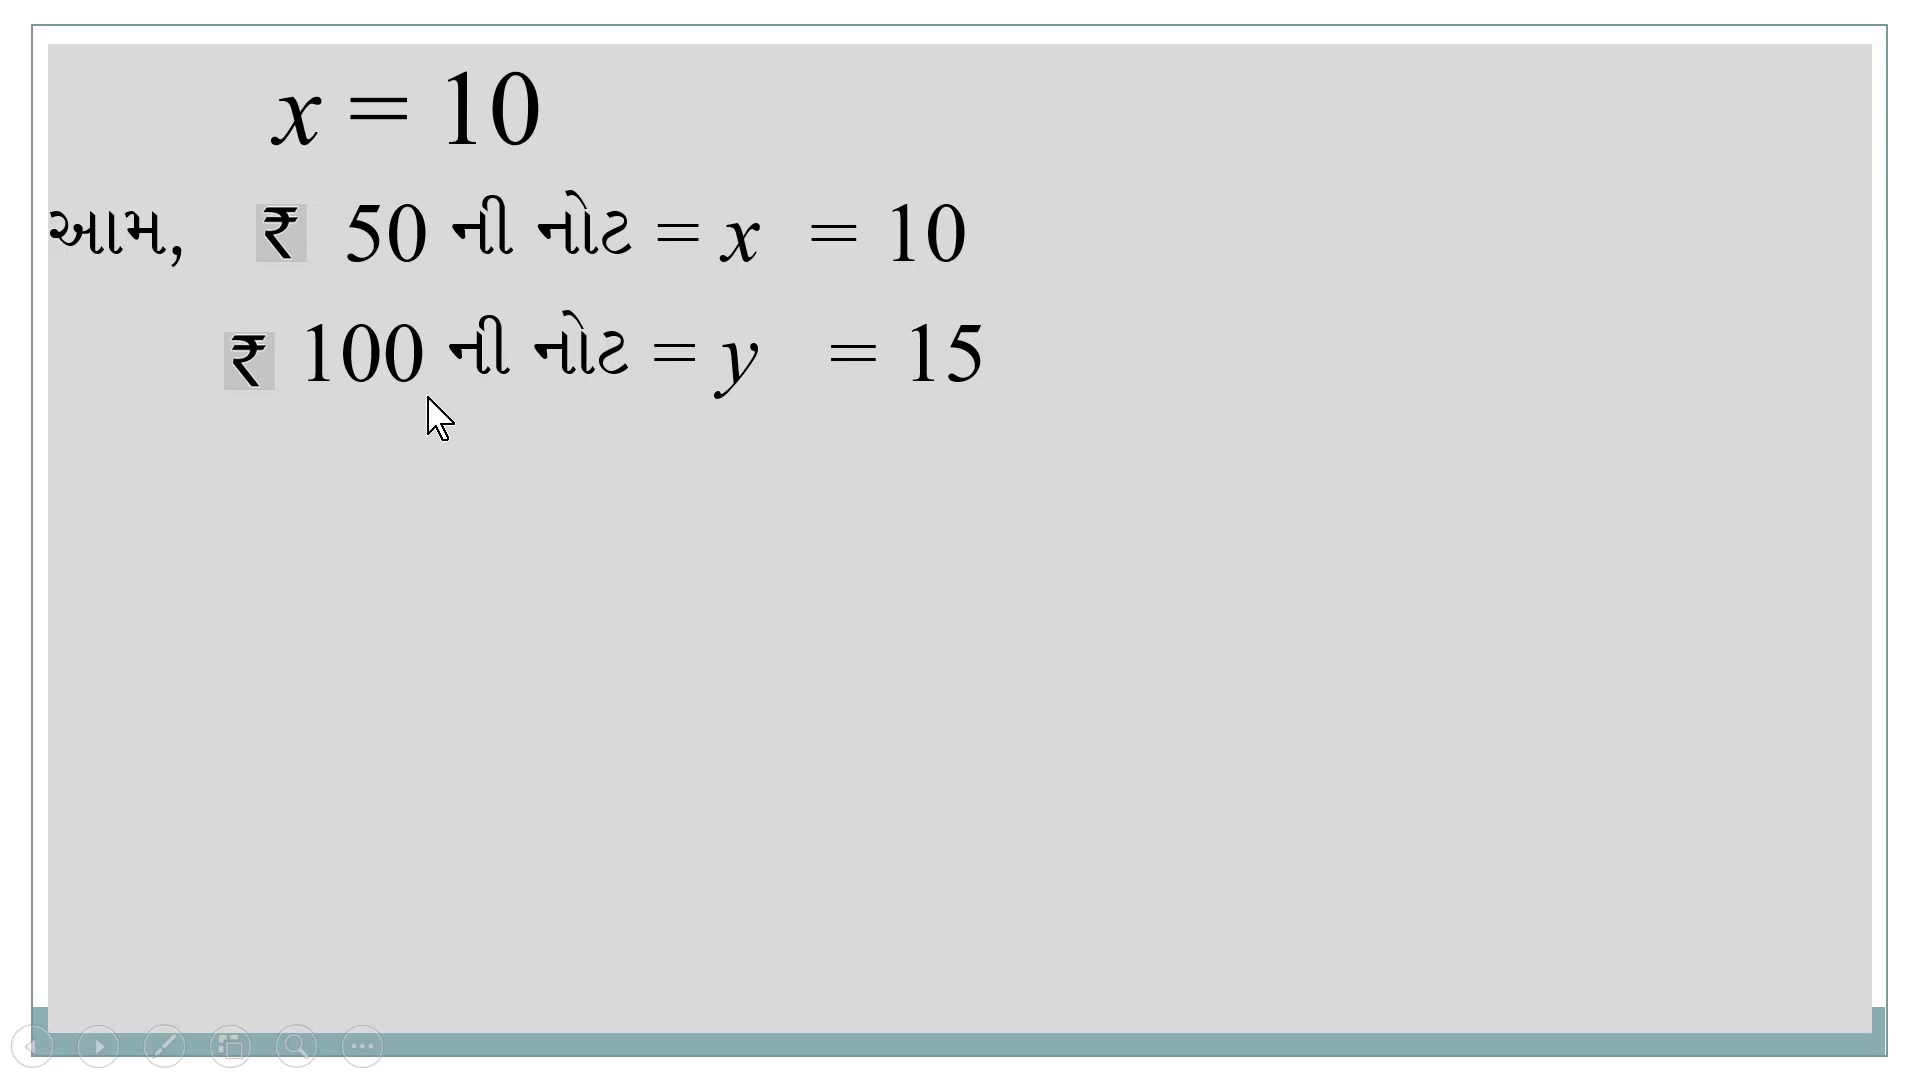 x = 10
આમ, ₹ 50 ની નોટ = x = 10
₹ 100 ની નોટ = y = 15